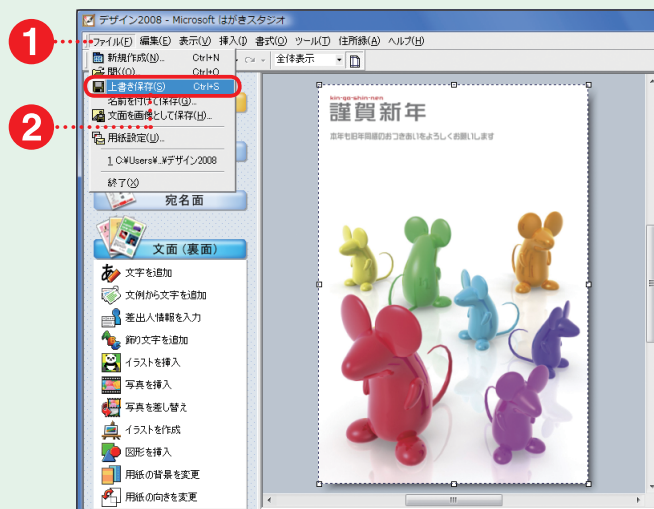 デザイン2008 - Microsoft はがきスタジオ
1
ファイル(F) 編集(E) 表示(V) 挿入(I) 書式(O) ツール(T) 住所録(A) ヘルプ(H)
新規作成(N)... Ctrl+N
全体表示
開く(O)... Ctrl+O
上書き保存(S) Ctrl+S
2
名前を付けて保存(G)...
文面を画像として保存(H)...
用紙設定(U)...
1 C:¥Users¥..¥デザイン2008
終了(X)
宛名面
文面(裏面)
あ 文字を追加
文例から文字を追加
差出人情報を入力
飾り文字を追加
イラストを挿入
写真を挿入
写真を差し替え
イラストを作成
図形を挿入
用紙の背景を変更
用紙の向きを変更
kin-ga-shin-nen
謹賀新年
本年も旧年同様のおつきあいをよろしくお願いします